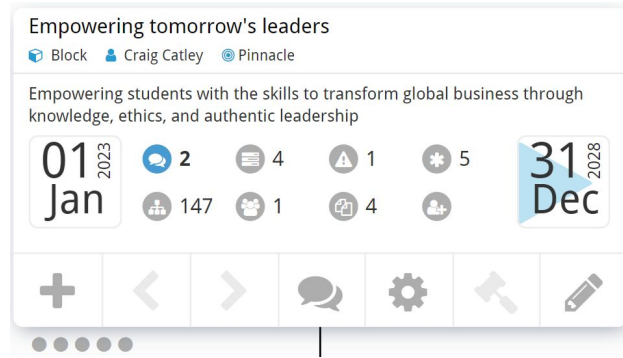 Empowering tomorrow's leaders
Block Craig Catley Pinnacle
Empowering students with the skills to transform global business through
knowledge, ethics, and authentic leadership
01 2023 Jan
2 4 1 5
147 1 4
31 2028 Dec